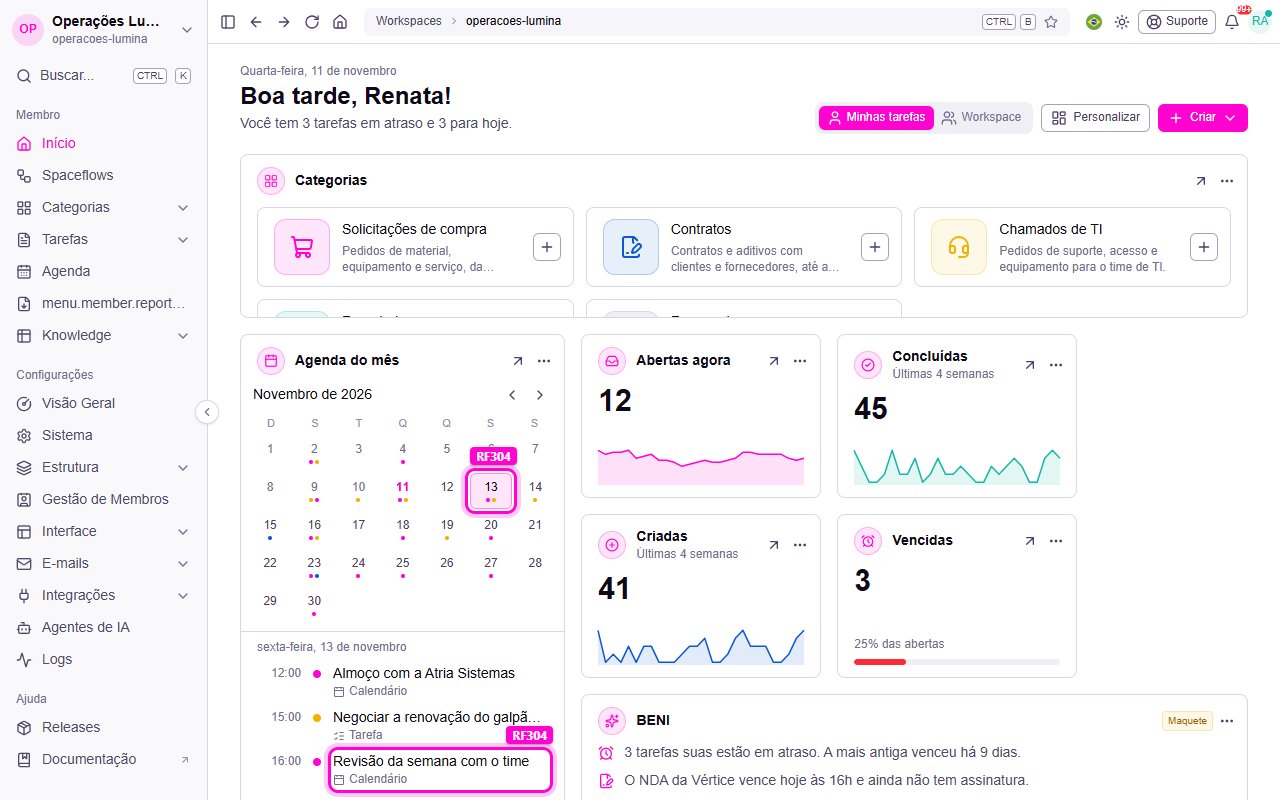 OP
Operações Lu...
operacoes-lumina
Buscar...
CTRL K
Membro
Início
Spaceflows
Categorias
Tarefas
Agenda
menu.member.report...
Knowledge
Configurações
Visão Geral
Sistema
Estrutura
Gestão de Membros
Interface
E-mails
Integrações
Agentes de IA
Logs
Ajuda
Releases
Documentação
Workspaces > operacoes-lumina
CTRL B
Suporte
99+
RA
Quarta-feira, 11 de novembro
Boa tarde, Renata!
Você tem 3 tarefas em atraso e 3 para hoje.
Minhas tarefas
Workspace
Personalizar
Criar
Categorias
Solicitações de compra
Pedidos de material,
equipamento e serviço, da...
Contratos
Contratos e aditivos com
clientes e fornecedores, até a...
Chamados de TI
Pedidos de suporte, acesso e
equipamento para o time de TI.
Agenda do mês
Novembro de 2026
D S T Q Q S S
1 2 3 4 5 6 7
RF304
8 9 10 11 12 13 14
15 16 17 18 19 20 21
22 23 24 25 26 27 28
29 30
sexta-feira, 13 de novembro
12:00 Almoço com a Atria Sistemas
Calendário
15:00 Negociar a renovação do galpã...
Tarefa
RF304
16:00 Revisão da semana com o time
Calendário
Abertas agora
12
Concluídas
Últimas 4 semanas
45
Criadas
Últimas 4 semanas
41
Vencidas
3
25% das abertas
BENI
Maquete
3 tarefas suas estão em atraso. A mais antiga venceu há 9 dias.
O NDA da Vértice vence hoje às 16h e ainda não tem assinatura.